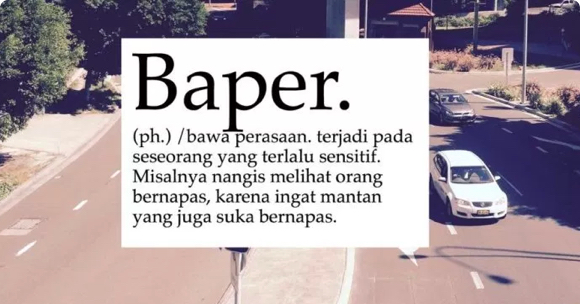 Baper.
(ph.) /bawa perasaan. terjadi pada
seseorang yang terlalu sensitif.
Misalnya nangis melihat orang
bernapas, karena ingat mantan
yang juga suka bernapas.